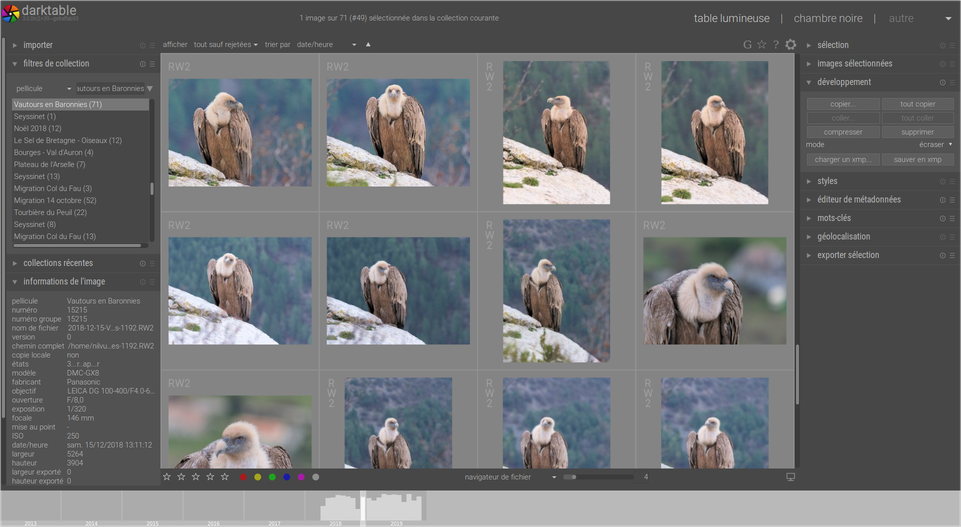 darktable
1 image sur 71 (#49) sélectionnée dans la collection courante
table lumineuse | chambre noire | autre
importer
afficher tout sauf rejetées trier par date/heure
G ?
sélection
filtres de collection
images sélectionnées
pellicule
autours en Baronnies
développement
Vautours en Baronnies (71)
Seyssinet (1)
Noël 2018 (12)
Le Sel de Bretagne - Oiseaux (12)
Bourges - Val d'Auron (4)
Plateau de l'Arselle (7)
Seyssinet (13)
Migration Col du Fau (3)
Migration 14 octobre (52)
Tourbière du Peuil (22)
Seyssinet (8)
Migration Col du Fau (13)
copier... tout copier
coller... tout coller
compresser supprimer
mode écraser
charger un xmp... sauver en xmp
styles
éditeur de métadonnées
mots-clés
géolocalisation
exporter sélection
collections récentes
informations de l'image
pellicule Vautours en Baronnies
numéro 15215
numéro groupe 15215
nom de fichier 2018-12-15-V...s-1192.RW2
version 0
chemin complet /home/nilvu...es-1192.RW2
copie locale non
états 3...r..ap...r
modèle DMC-GX8
fabricant Panasonic
objectif LEICA DG 100-400/F4.0-6...
ouverture F/8,0
exposition 1/320
focale 146 mm
mise au point -
ISO 250
date/heure sam. 15/12/2018 13:11:12
largeur 5264
hauteur 3904
largeur exporté 0
hauteur exporté 0
RW2
RW2
RW2
RW2
RW2
RW2
RW2
RW2
RW2
RW2
RW2
RW2
navigateur de fichier 4
2013 2014 2015 2016 2017 2018 2019